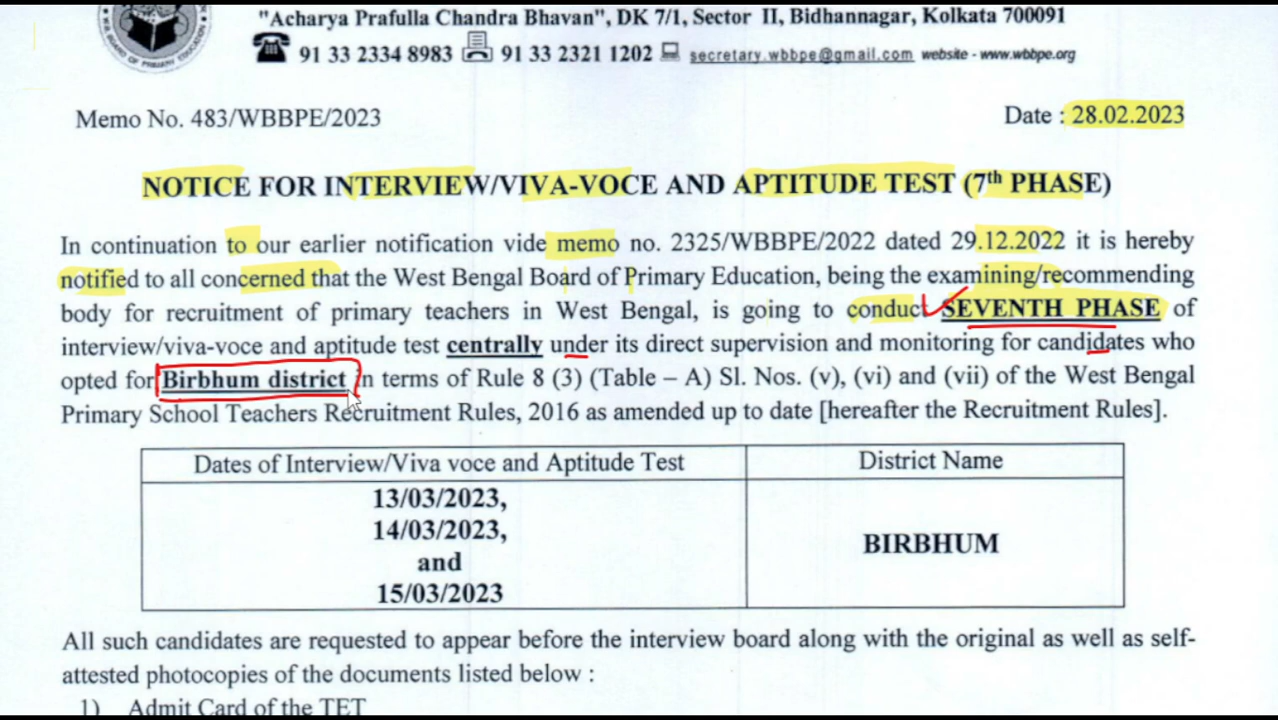 "Acharya Prafulla Chandra Bhavan", DK 7/1, Sector II, Bidhannagar, Kolkata 700091
91 33 2334 8983 91 33 2321 1202 secretary.wbbpe@gmail.com website - www.wbbpe.org
Memo No. 483/WBBPE/2023 Date : 28.02.2023
NOTICE FOR INTERVIEW/VIVA-VOCE AND APTITUDE TEST (7th PHASE)
In continuation to our earlier notification vide memo no. 2325/WBBPE/2022 dated 29.12.2022 it is hereby
notified to all concerned that the West Bengal Board of Primary Education, being the examining/recommending
body for recruitment of primary teachers in West Bengal, is going to conduct SEVENTH PHASE of
interview/viva-voce and aptitude test centrally under its direct supervision and monitoring for candidates who
opted for Birbhum district in terms of Rule 8 (3) (Table – A) Sl. Nos. (v), (vi) and (vii) of the West Bengal
Primary School Teachers Recruitment Rules, 2016 as amended up to date [hereafter the Recruitment Rules].
Dates of Interview/Viva voce and Aptitude Test District Name
13/03/2023,
14/03/2023,
and
15/03/2023
BIRBHUM
All such candidates are requested to appear before the interview board along with the original as well as self-
attested photocopies of the documents listed below :
1) Admit Card of the TET